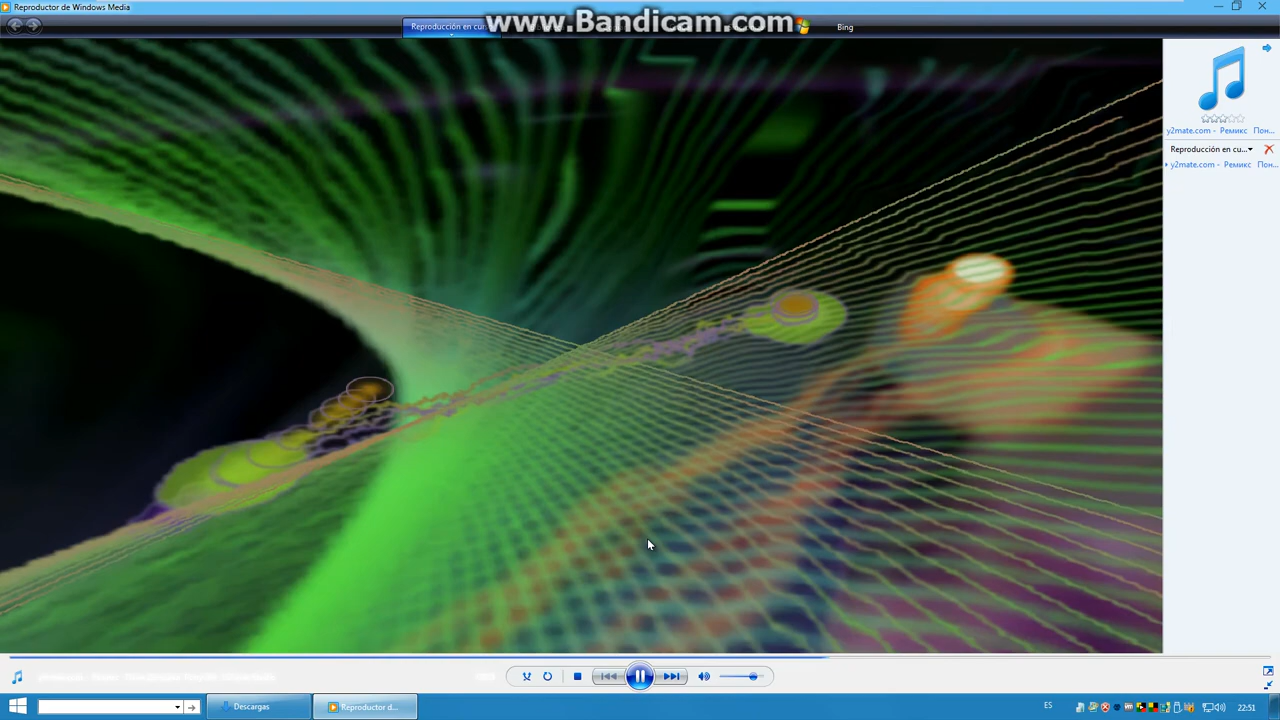 Reproductor de Windows Media
www.Bandicam.com
Reproducción en cur
Bing
y2mate.com - Ремикс Пон...
Reproducción en cu...
y2mate.com - Ремикс Пон...
Descargas
Reproductor d...
ES
22:51